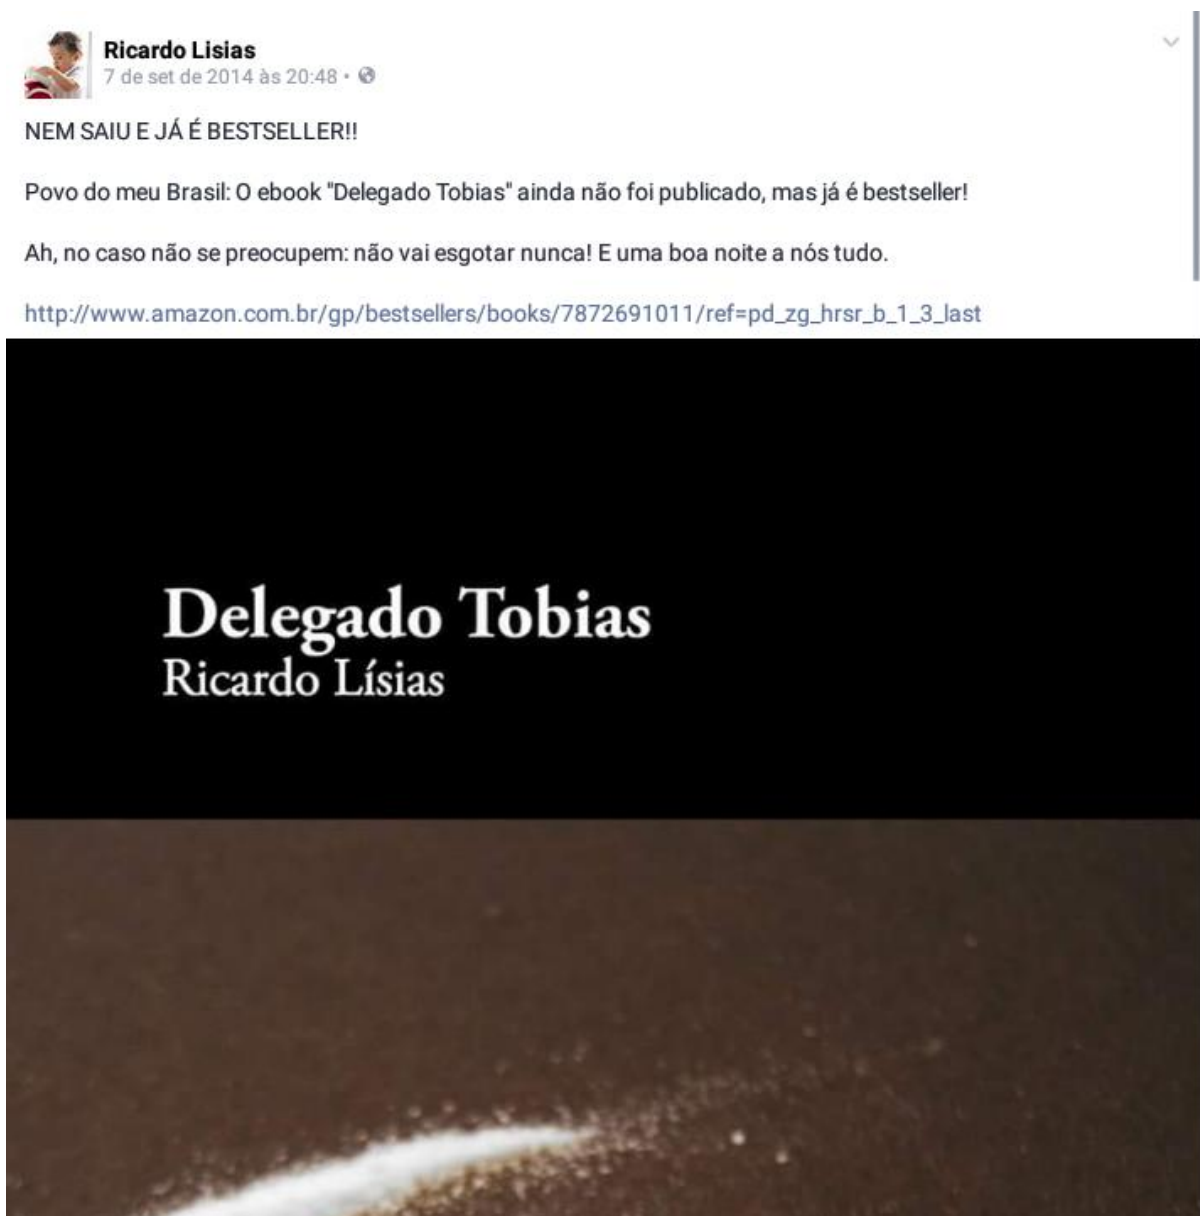 Ricardo Lisias
7 de set de 2014 às 20:48 •
NEM SAIU E JÁ É BESTSELLER!!
Povo do meu Brasil: O ebook "Delegado Tobias" ainda não foi publicado, mas já é bestseller!
Ah, no caso não se preocupem: não vai esgotar nunca! E uma boa noite a nós tudo.
http://www.amazon.com.br/gp/bestsellers/books/7872691011/ref=pd_zg_hrsr_b_1_3_last
Delegado Tobias
Ricardo Lísias